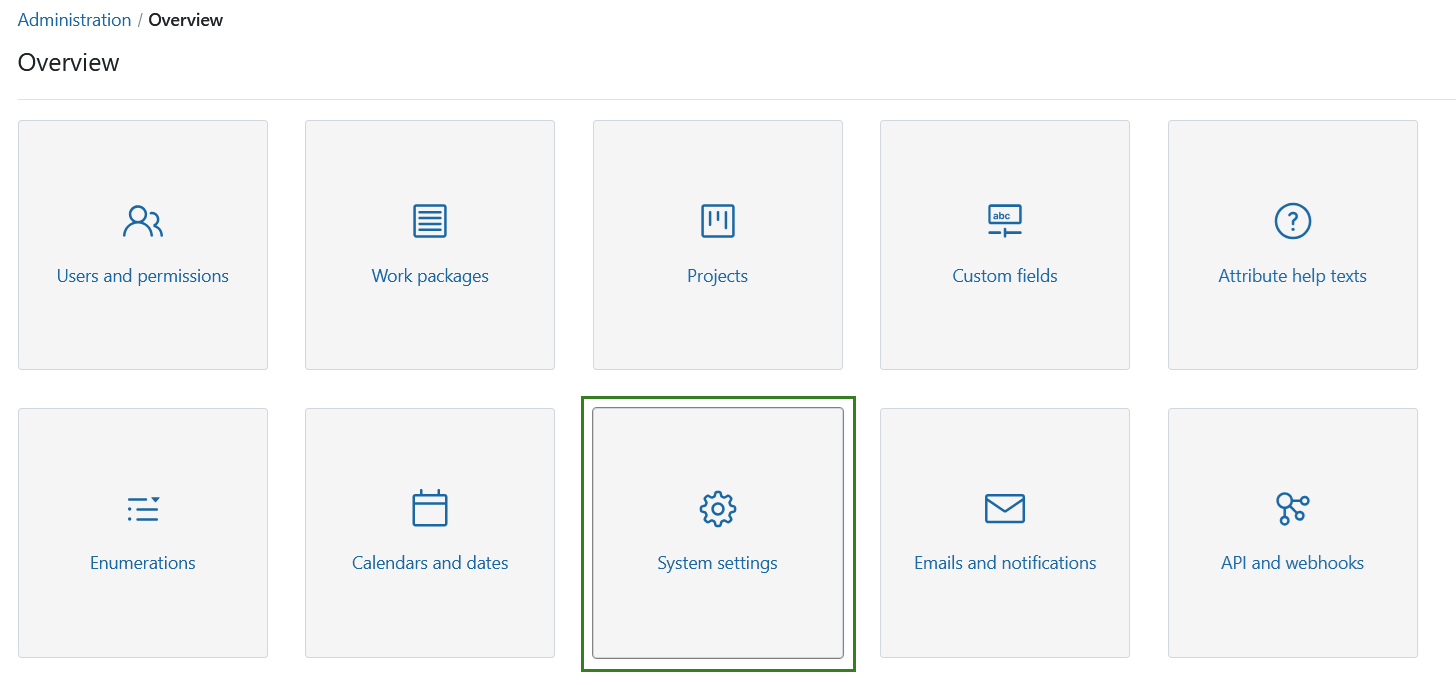 Administration / Overview
Overview
Users and permissions
Work packages
abc
Projects
Custom fields
?
Attribute help texts
Enumerations
Calendars and dates
System settings
Emails and notifications
API and webhooks